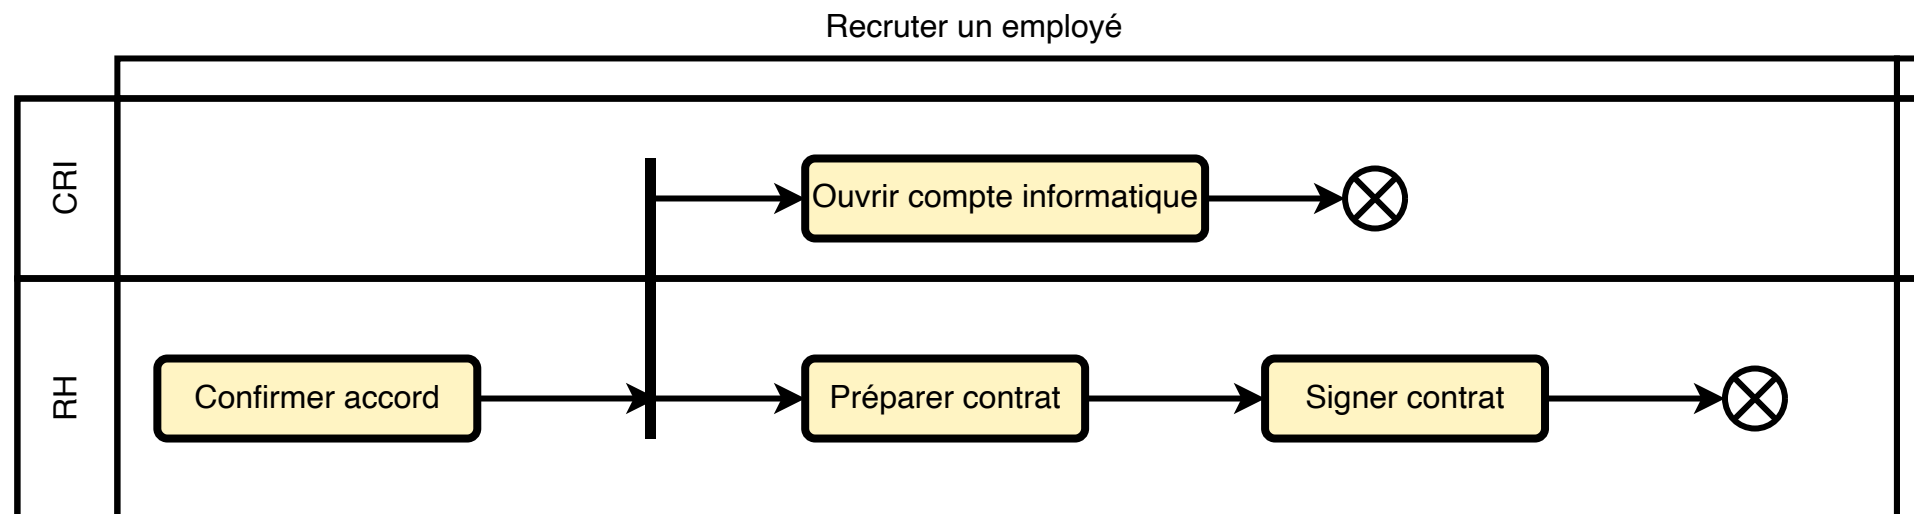 Recruter un employé
CRI
Ouvrir compte informatique
RH
Confirmer accord
Préparer contrat
Signer contrat